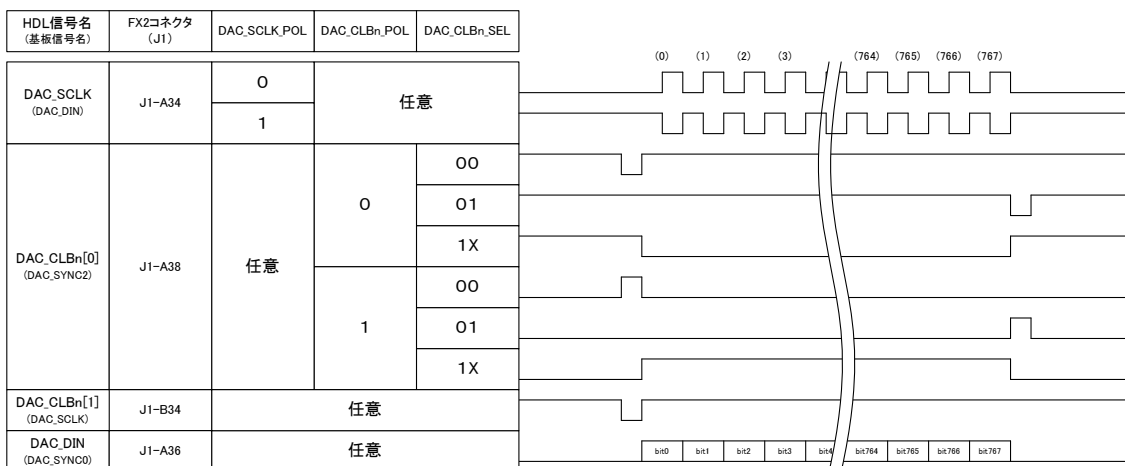 HDL信号名
(基板信号名)
FX2コネクタ
(J1)
DAC_SCLK_POL
DAC_CLBn_POL
DAC_CLBn_SEL
(0) (1) (2) (3) (764) (765) (766) (767)
DAC_SCLK
(DAC_DIN)
J1-A34
0
1
任意
DAC_CLBn[0]
(DAC_SYNC2)
J1-A38
任意
0
00
01
1X
1
00
01
1X
DAC_CLBn[1]
(DAC_SCLK)
J1-B34
任意
DAC_DIN
(DAC_SYNC0)
J1-A36
任意
bit0 bit1 bit2 bit3 bit4 bit764 bit765 bit766 bit767